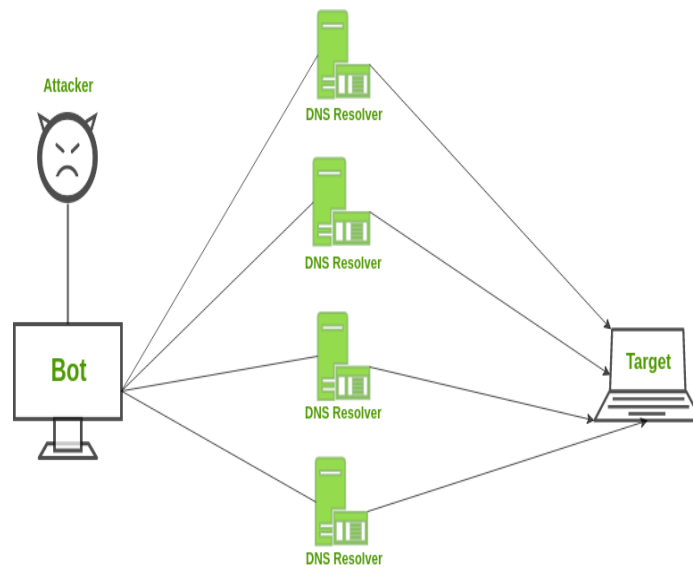 Attacker
Bot
DNS Resolver
DNS Resolver
DNS Resolver
DNS Resolver
Target